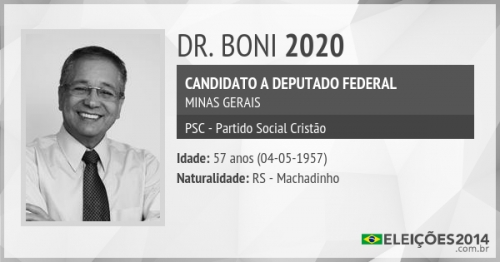 DR. BONI 2020
CANDIDATO A DEPUTADO FEDERAL
MINAS GERAIS
PSC - Partido Social Cristão
Idade: 57 anos (04-05-1957)
Naturalidade: RS - Machadinho
ELEIÇÕES2014
.com.br